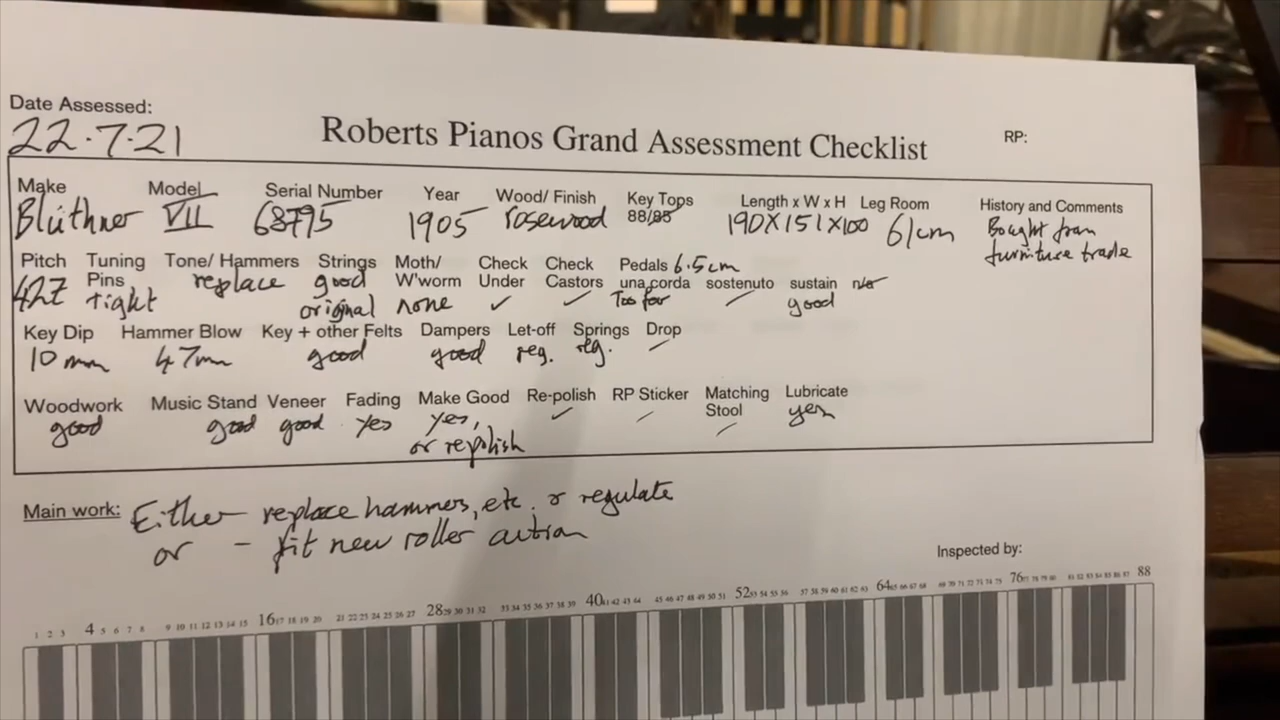 Date Assessed:
22.7.21
Roberts Pianos Grand Assessment Checklist
RP:
Make Model Serial Number Year Wood/ Finish Key Tops Length x W x H Leg Room History and Comments
Blüthner VII 68795 1905 rosewood 88/85 190X151X100 61cm Bought from
furniture trade
Pitch Tuning Tone/ Hammers Strings Moth/ Check Check Pedals 6.5cm
Pins replace good W'worm Under Castors una corda sostenuto sustain
427 tight original none ✓ ✓ Too far good
Key Dip Hammer Blow Key + other Felts Dampers Let-off Springs Drop
10mm 47mm good good reg. reg.
Woodwork Music Stand Veneer Fading Make Good Re-polish RP Sticker Matching Lubricate
Stool
good good good yes yes, ✓ yes
or repolish
Main work: Either replace hammers, etc. & regulate
or - fit new roller action
Inspected by:
1 2 3 4 5 6 7 8 9 10 11 12 13 14 15 16 17 18 19 20 21 22 23 24 25 26 27 28 29 30 31 32 33 34 35 36 37 38 39 40 41 42 43 44 45 46 47 48 49 50 51 52 53 54 55 56 57 58 59 60 61 62 63 64 65 66 67 68 69 70 71 72 73 74 75 76 77 78 79 80 81 82 83 84 85 86 87 88